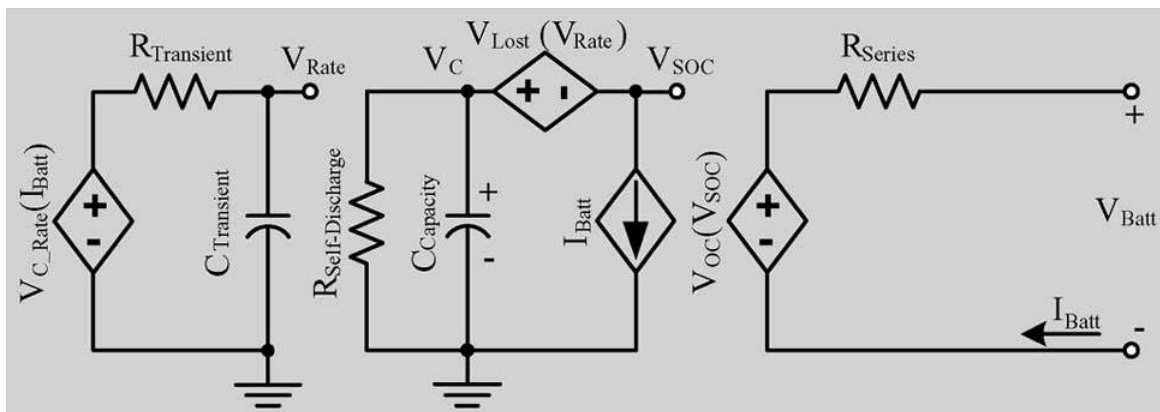 R_Transient
V_Rate
V_C_Rate(I_Batt)
+
-
C_Transient
V_C
V_Lost(V_Rate)
+ -
V_SOC
R_Self-Discharge
C_Capacity
+
-
I_Batt
R_Series
V_OC(V_SOC)
+
-
+
V_Batt
I_Batt
-